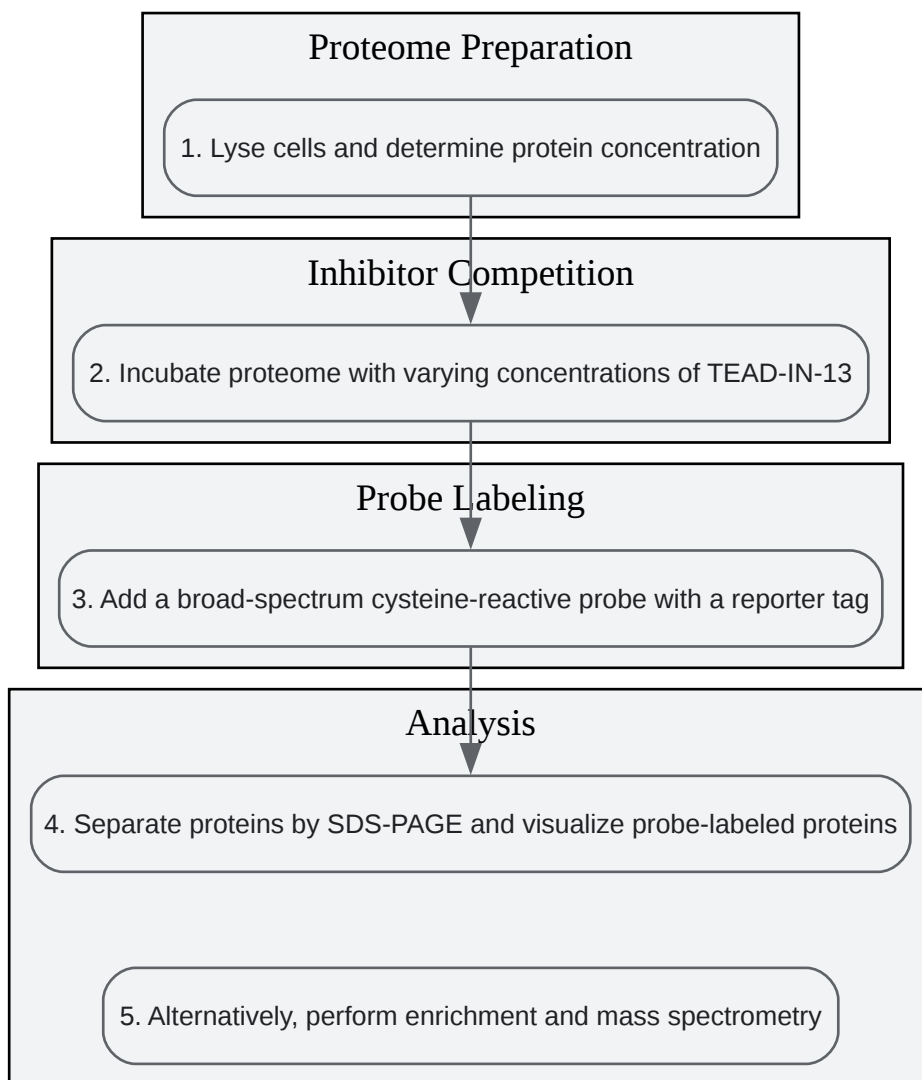 Proteome Preparation
1. Lyse cells and determine protein concentration
Inhibitor Competition
2. Incubate proteome with varying concentrations of TEAD-IN-13
Probe Labeling
3. Add a broad-spectrum cysteine-reactive probe with a reporter tag
Analysis
4. Separate proteins by SDS-PAGE and visualize probe-labeled proteins
5. Alternatively, perform enrichment and mass spectrometry